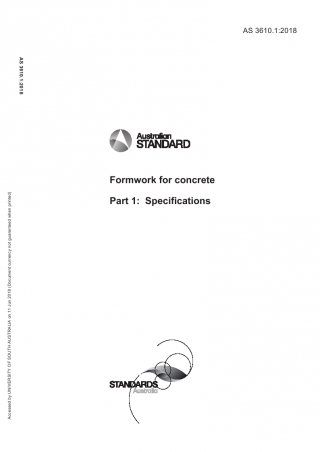 AS 3610.1:2018
AS 3610.1:2018
Australian
STANDARD
Formwork for concrete
Part 1: Specifications
STANDARDS
Australia
Accessed by UNIVERSITY OF SOUTH AUSTRALIA on 11 Jun 2018 (Document currency not guaranteed when printed)